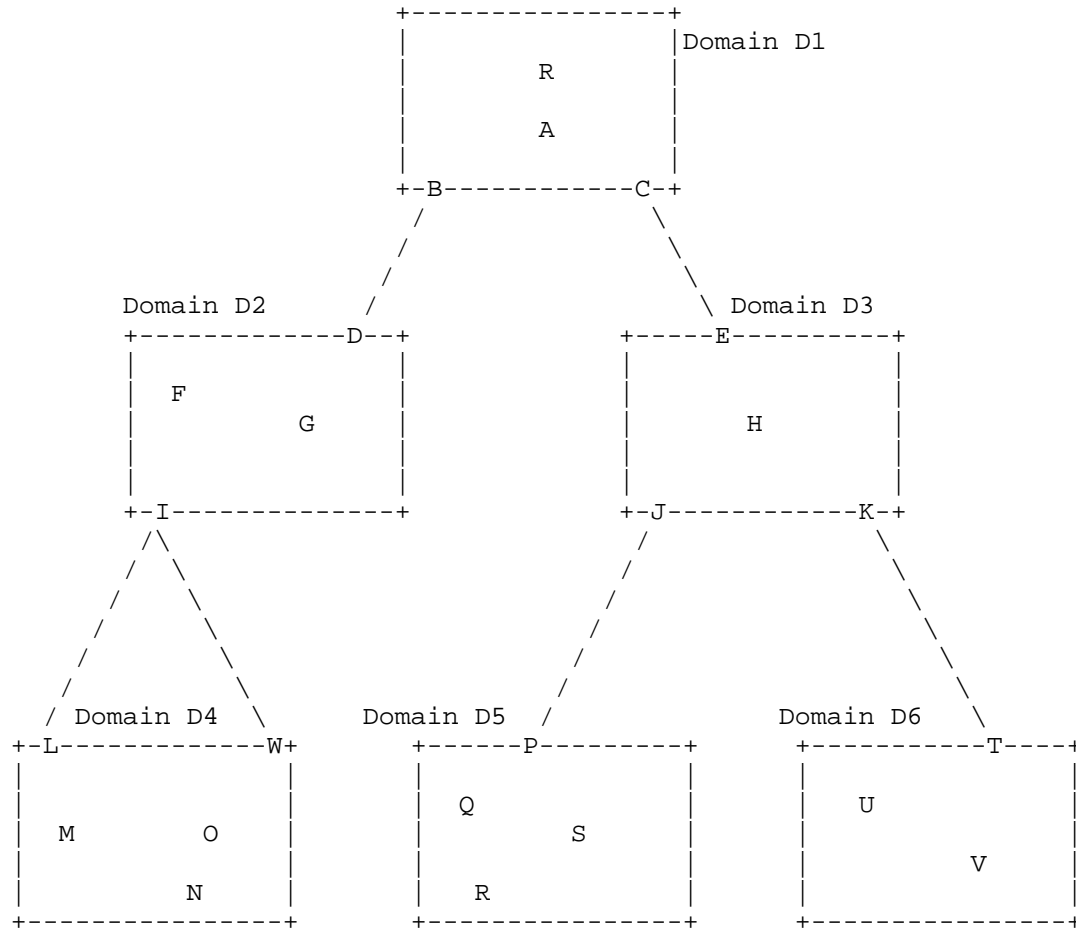 +-----------------+
                        |                 |Domain D1
                        |        R        |
                        |                 |
                        |        A        |
                        |                 |
                        +-B------------C-+
                         /              \
                        /                \
                       /                  \
       Domain D2      /                    \ Domain D3
       +-------------D--+             +-----E----------+
       |                |             |                |
       |  F             |             |                |
       |          G     |             |       H        |
       |                |             |                |
       |                |             |                |
       +-I--------------+             +-J------------K-+
        / \                            /              \
       /   \                          /                \
      /     \                        /                  \
     /       \                      /                    \
    /         \                    /                      \
   /           \                  /                        \
  / Domain D4   \    Domain D5   /              Domain D6   \
+-L-------------W+       +------P---------+       +-----------T----+
|                |       |                |       |                |
|                |       |  Q             |       |   U            |
|  M        O    |       |         S      |       |                |
|                |       |                |       |          V     |
|          N     |       |   R            |       |                |
+----------------+       +----------------+       +----------------+